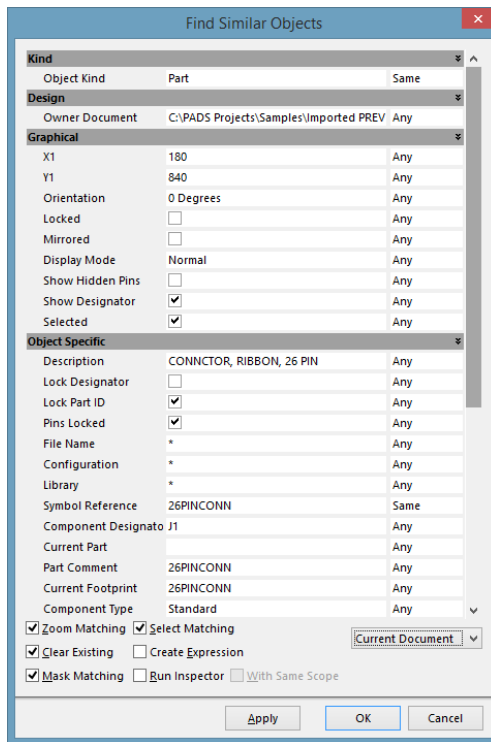 Find Similar Objects
Kind
Object Kind Part Same
Design
Owner Document C:\PADS Projects\Samples\Imported PREV Any
Graphical
X1 180 Any
Y1 840 Any
Orientation 0 Degrees Any
Locked Any
Mirrored Any
Display Mode Normal Any
Show Hidden Pins Any
Show Designator Any
Selected Any
Object Specific
Description CONNCTOR, RIBBON, 26 PIN Any
Lock Designator Any
Lock Part ID Any
Pins Locked Any
File Name * Any
Configuration * Any
Library * Any
Symbol Reference 26PINCONN Same
Component Designato J1 Any
Current Part Any
Part Comment 26PINCONN Any
Current Footprint 26PINCONN Any
Component Type Standard Any
Zoom Matching Select Matching Current Document
Clear Existing Create Expression
Mask Matching Run Inspector With Same Scope
Apply OK Cancel